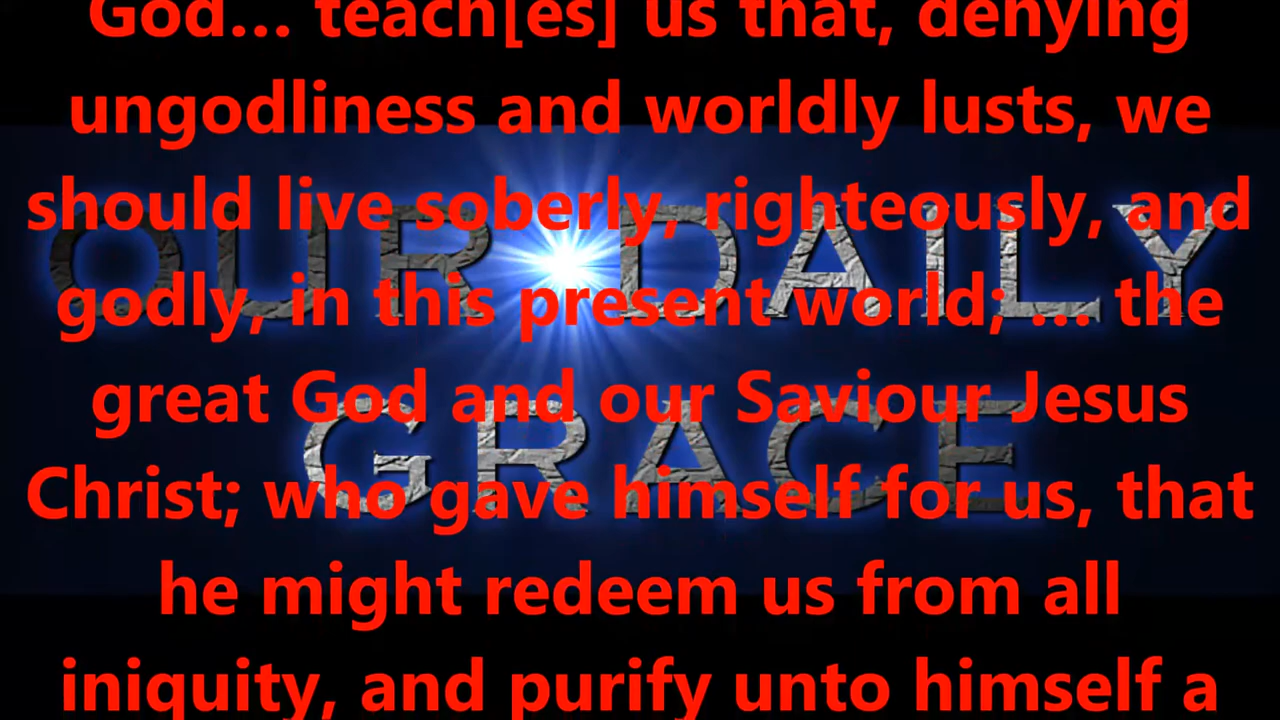 God... teach[es] us that, denying
ungodliness and worldly lusts, we
should live soberly, righteously, and
godly, in this present world; ... the
great God and our Saviour Jesus
Christ; who gave himself for us, that
he might redeem us from all
iniquity, and purify unto himself a
OUR DAILY
GRACE